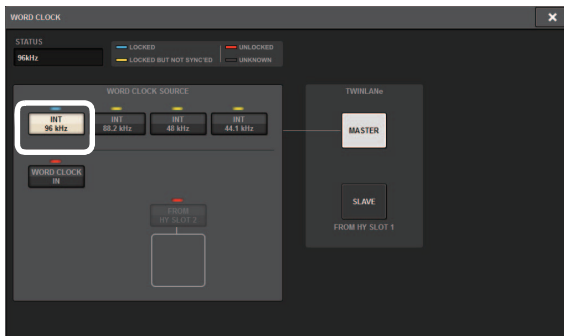 WORD CLOCK
STATUS
96kHz
LOCKED
UNLOCKED
LOCKED BUT NOT SYNC'ED
UNKNOWN
WORD CLOCK SOURCE
INT
96 kHz
INT
88.2 kHz
INT
48 kHz
INT
44.1 kHz
WORD CLOCK
IN
FROM
HY SLOT 2
TWINLANe
MASTER
SLAVE
FROM HY SLOT 1